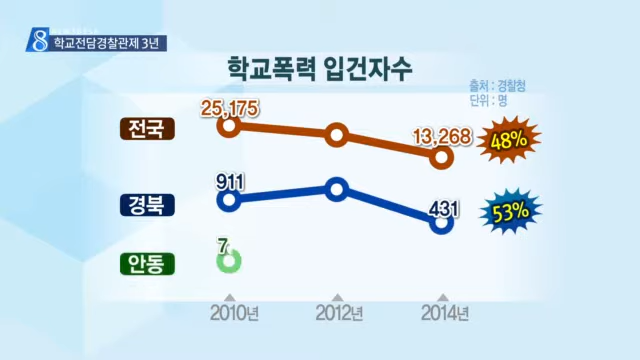 8 학교전담경찰관제 3년
학교폭력 입건자수
출처 : 경찰청
단위 : 명
전국 25,175 13,268 48%
경북 911 431 53%
안동 7
2010년 2012년 2014년